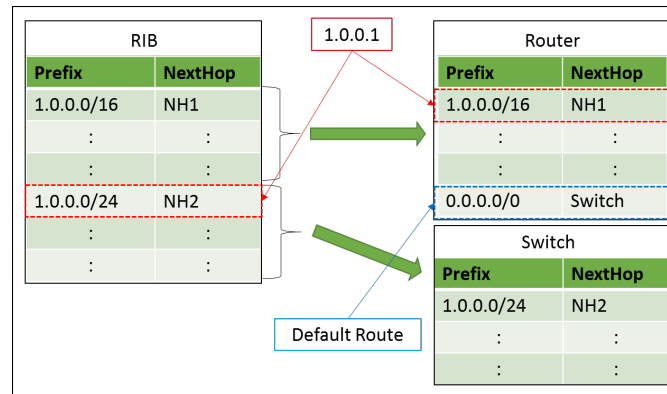 1.0.0.1
RIB
Prefix NextHop
1.0.0.0/16 NH1
: :
: :
1.0.0.0/24 NH2
: :
: :
Router
Prefix NextHop
1.0.0.0/16 NH1
: :
: :
0.0.0.0/0 Switch
Switch
Prefix NextHop
1.0.0.0/24 NH2
: :
: :
Default Route